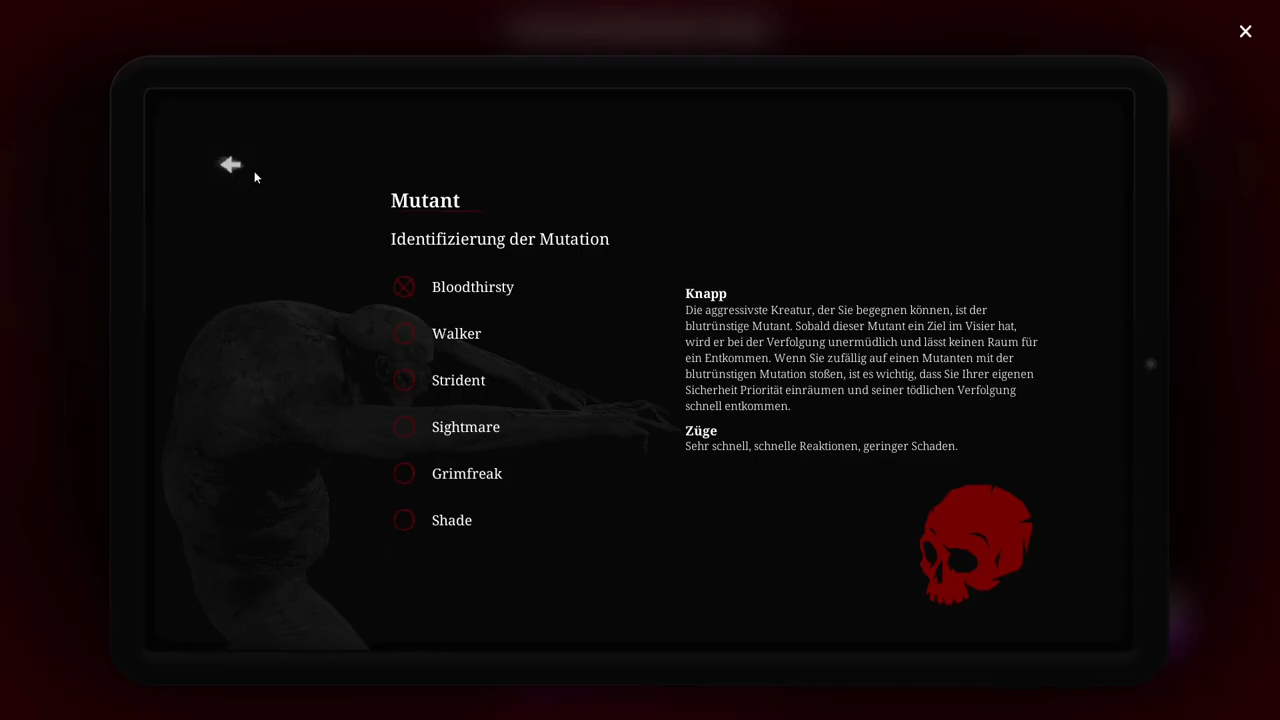 Mutant
Identifizierung der Mutation
Bloodthirsty
Walker
Strident
Sightmare
Grimfreak
Shade
Knapp
Die aggressivste Kreatur, der Sie begegnen können, ist der
blutrünstige Mutant. Sobald dieser Mutant ein Ziel im Visier hat,
wird er bei der Verfolgung unermüdlich und lässt keinen Raum für
ein Entkommen. Wenn Sie zufällig auf einen Mutanten mit der
blutrünstigen Mutation stoßen, ist es wichtig, dass Sie Ihrer eigenen
Sicherheit Priorität einräumen und seiner tödlichen Verfolgung
schnell entkommen.
Züge
Sehr schnell, schnelle Reaktionen, geringer Schaden.